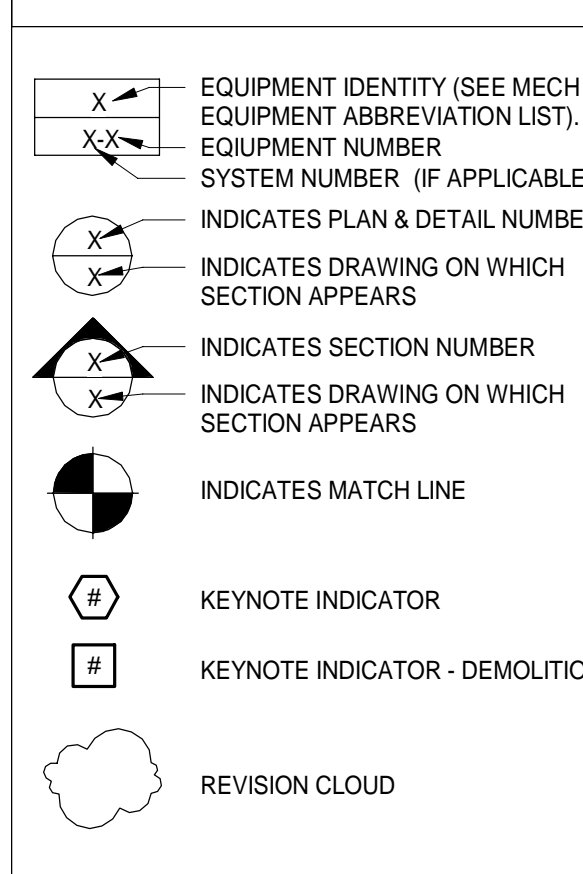 X
X-X
EQUIPMENT IDENTITY (SEE MECH
EQUIPMENT ABBREVIATION LIST).
EQIUPMENT NUMBER
SYSTEM NUMBER (IF APPLICABLE
X
X
INDICATES PLAN & DETAIL NUMBE
INDICATES DRAWING ON WHICH
SECTION APPEARS
X
X
INDICATES SECTION NUMBER
INDICATES DRAWING ON WHICH
SECTION APPEARS
INDICATES MATCH LINE
# KEYNOTE INDICATOR
# KEYNOTE INDICATOR - DEMOLITIO
REVISION CLOUD